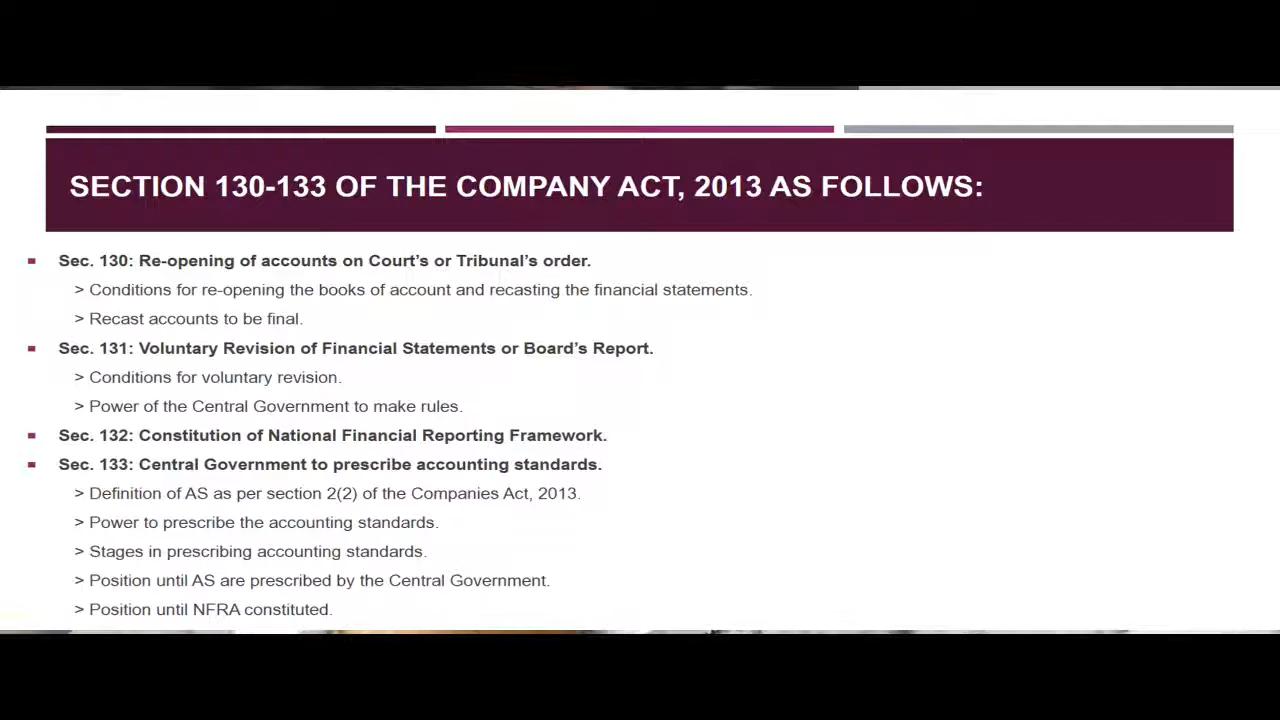 SECTION 130-133 OF THE COMPANY ACT, 2013 AS FOLLOWS:
Sec. 130: Re-opening of accounts on Court’s or Tribunal’s order.
> Conditions for re-opening the books of account and recasting the financial statements.
> Recast accounts to be final.
Sec. 131: Voluntary Revision of Financial Statements or Board’s Report.
> Conditions for voluntary revision.
> Power of the Central Government to make rules.
Sec. 132: Constitution of National Financial Reporting Framework.
Sec. 133: Central Government to prescribe accounting standards.
> Definition of AS as per section 2(2) of the Companies Act, 2013.
> Power to prescribe the accounting standards.
> Stages in prescribing accounting standards.
> Position until AS are prescribed by the Central Government.
> Position until NFRA constituted.